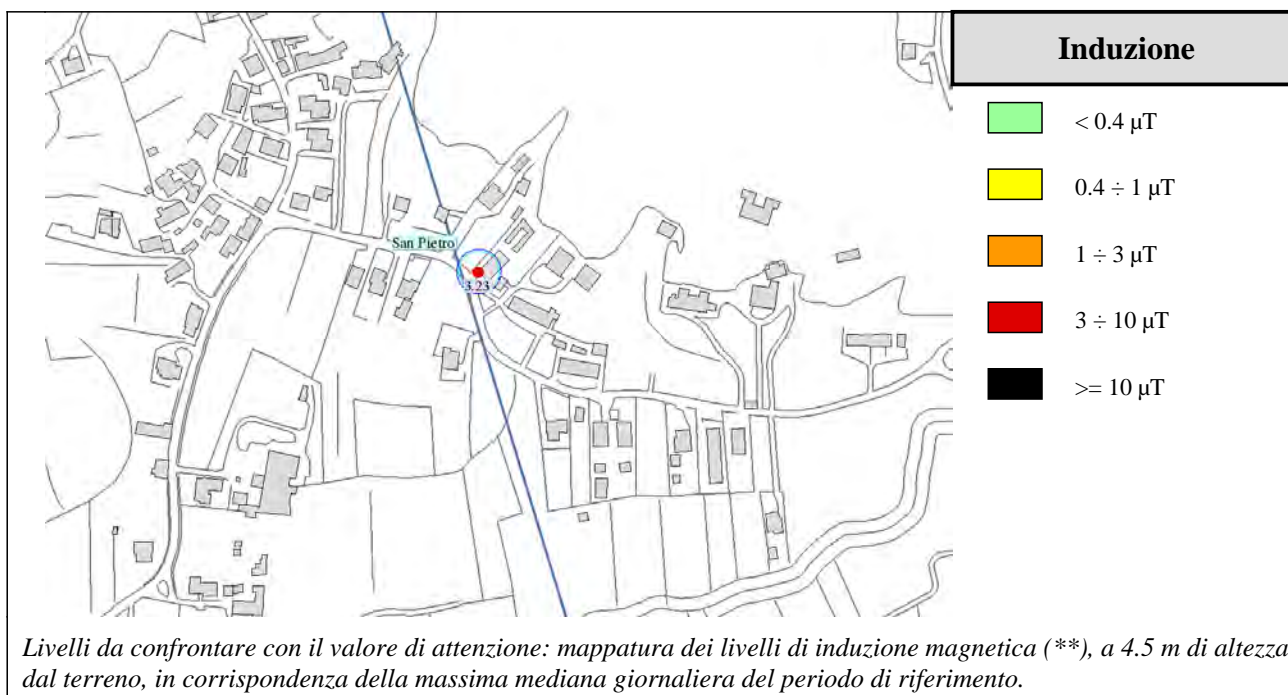 Induzione
< 0.4 µT
0.4 ÷ 1 µT
1 ÷ 3 µT
3 ÷ 10 µT
>= 10 µT
San Pietro
3.23
Livelli da confrontare con il valore di attenzione: mappatura dei livelli di induzione magnetica (**), a 4.5 m di altezza
dal terreno, in corrispondenza della massima mediana giornaliera del periodo di riferimento.